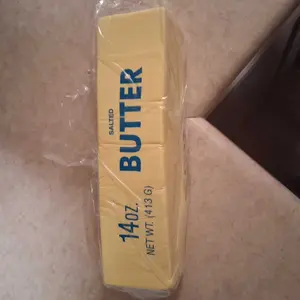 SALTED
BUTTER
14 OZ.
NET WT. (413 G)